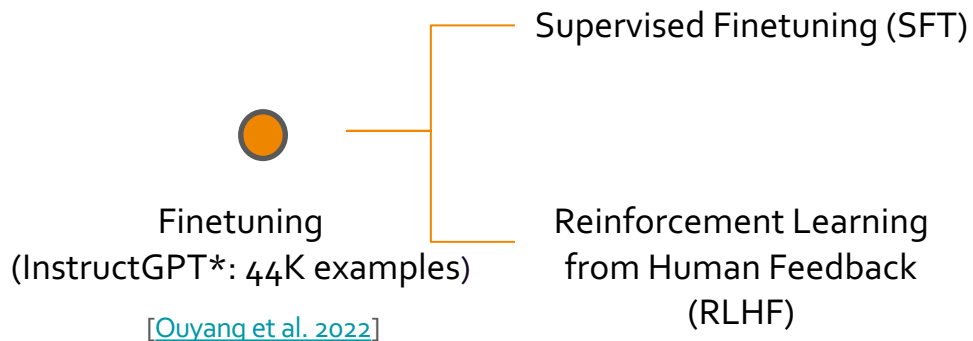 Supervised Finetuning (SFT)
Finetuning
(InstructGPT*: 44K examples)
[Ouyang et al. 2022]
Reinforcement Learning
from Human Feedback
(RLHF)